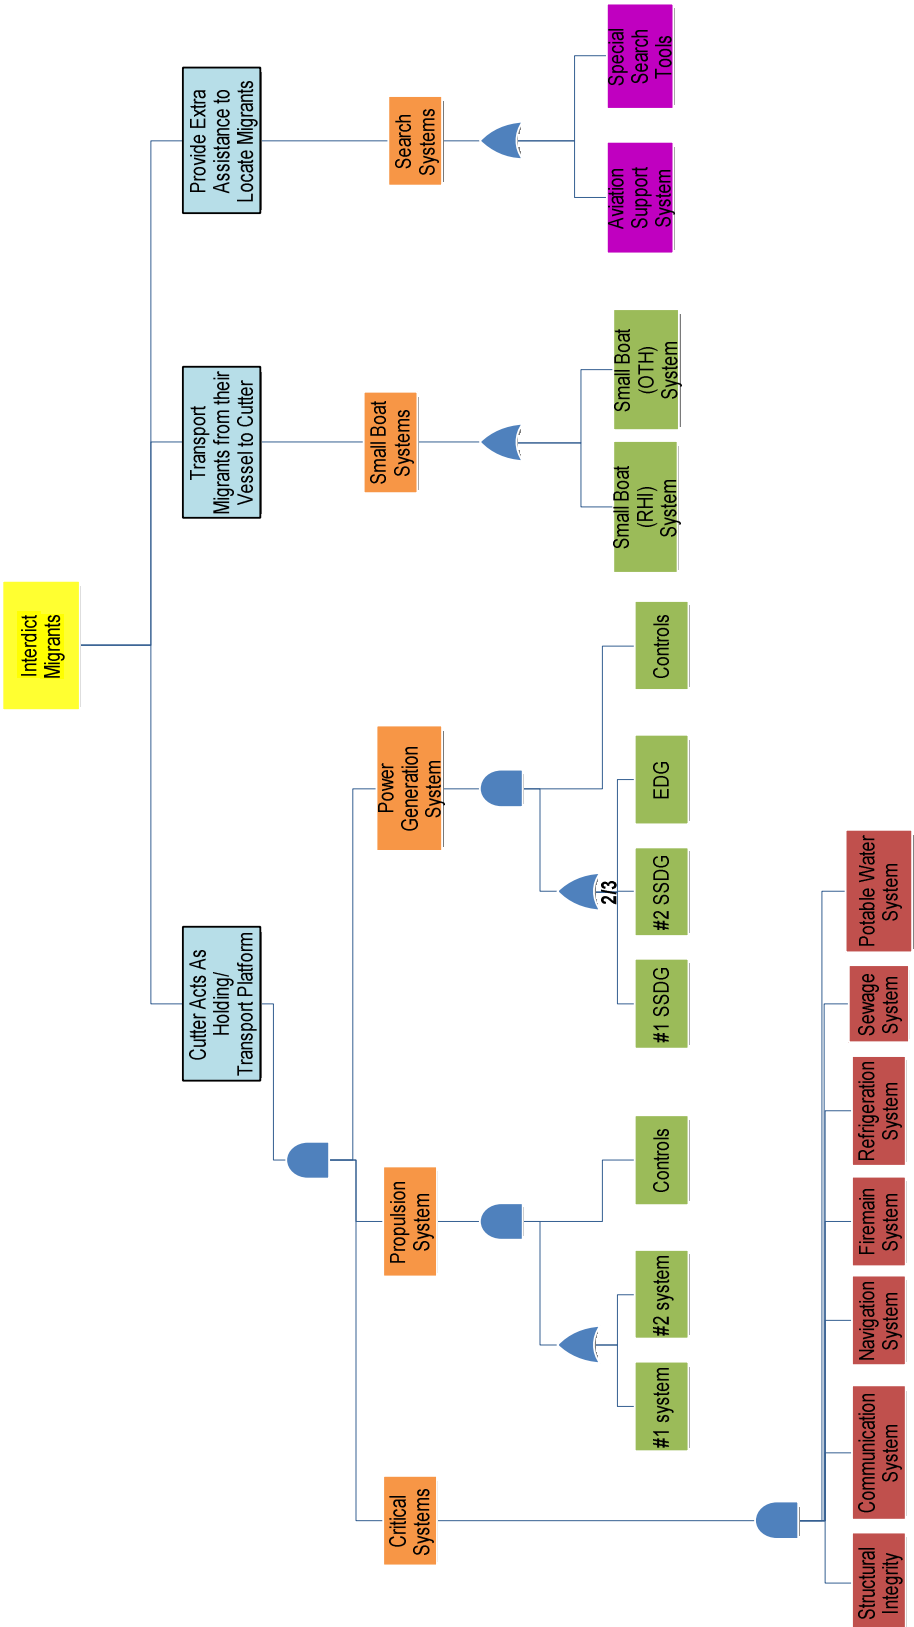 Interdict
Migrants
Cutter Acts As
Holding/
Transport Platform
Transport
Migrants from their
Vessel to Cutter
Provide Extra
Assistance to
Locate Migrants
Critical
Systems
Propulsion
System
Power
Generation
System
Small Boat
Systems
Search
Systems
2/3
#1 system
#2 system
Controls
#1 SSDG
#2 SSDG
EDG
Controls
Small Boat
(RHI)
System
Small Boat
(OTH)
System
Aviation
Support
System
Special
Search
Tools
Structural
Integrity
Communication
System
Navigation
System
Firemain
System
Refrigeration
System
Sewage
System
Potable Water
System